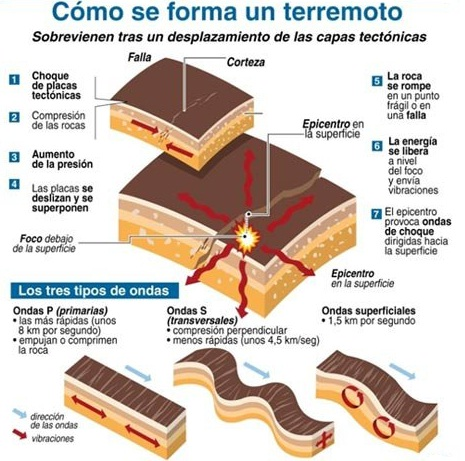 Cómo se forma un terremoto
Sobrevienen tras un desplazamiento de las capas tectónicas
Falla
Corteza
1 Choque
de placas
tectónicas
2 Compresión
de las rocas
3 Aumento
de la presión
4 Las placas se
deslizan y se
superponen
Foco debajo
de la superficie
Epicentro en
la superficie
5 La roca
se rompe
en un punto
frágil o en
una falla
6 La energía
se libera
a nivel
del foco y
envía
vibraciones
7 El epicentro
provoca ondas
de choque
dirigidas hacia
la superficie
Epicentro
en la superficie
Los tres tipos de ondas
Ondas P (primarias)
• las más rápidas (unos
8 km por segundo)
• empujan o comprimen
la roca
Ondas S
(transversales)
• compresión perpendicular
• menos rápidas (unos 4,5 km/seg)
Ondas superficiales
• 1,5 km por segundo
dirección
de las ondas
vibraciones